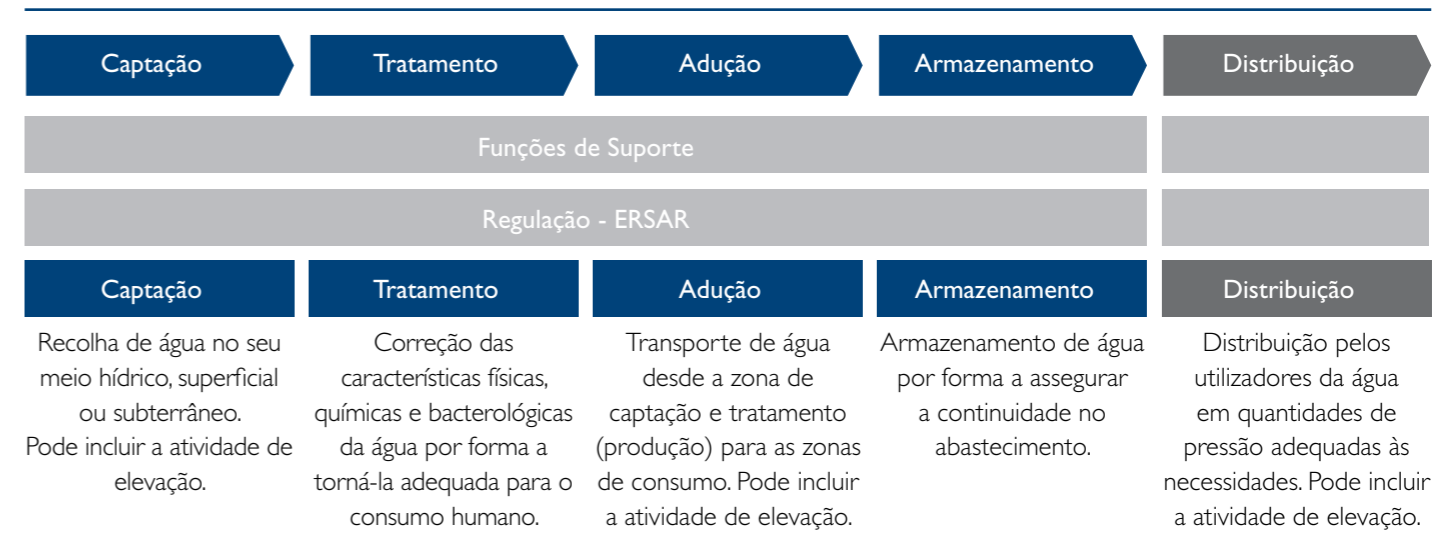 Captação
Tratamento
Adução
Armazenamento
Distribuição
Funções de Suporte
Regulação - ERSAR
Captação
Recolha de água no seu
meio hídrico, superficial
ou subterrâneo.
Pode incluir a atividade de
elevação.
Tratamento
Correção das
características físicas,
químicas e bacterológicas
da água por forma a
torná-la adequada para o
consumo humano.
Adução
Transporte de água
desde a zona de
captação e tratamento
(produção) para as zonas
de consumo. Pode incluir
a atividade de elevação.
Armazenamento
Armazenamento de água
por forma a assegurar
a continuidade no
abastecimento.
Distribuição
Distribuição pelos
utilizadores da água
em quantidades de
pressão adequadas às
necessidades. Pode incluir
a atividade de elevação.